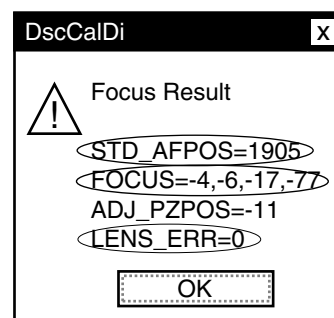 DscCalDi X
Focus Result
!
STD_AFPOS=1905
FOCUS=-4,-6,-17,-77
ADJ_PZPOS=-11
LENS_ERR=0
OK